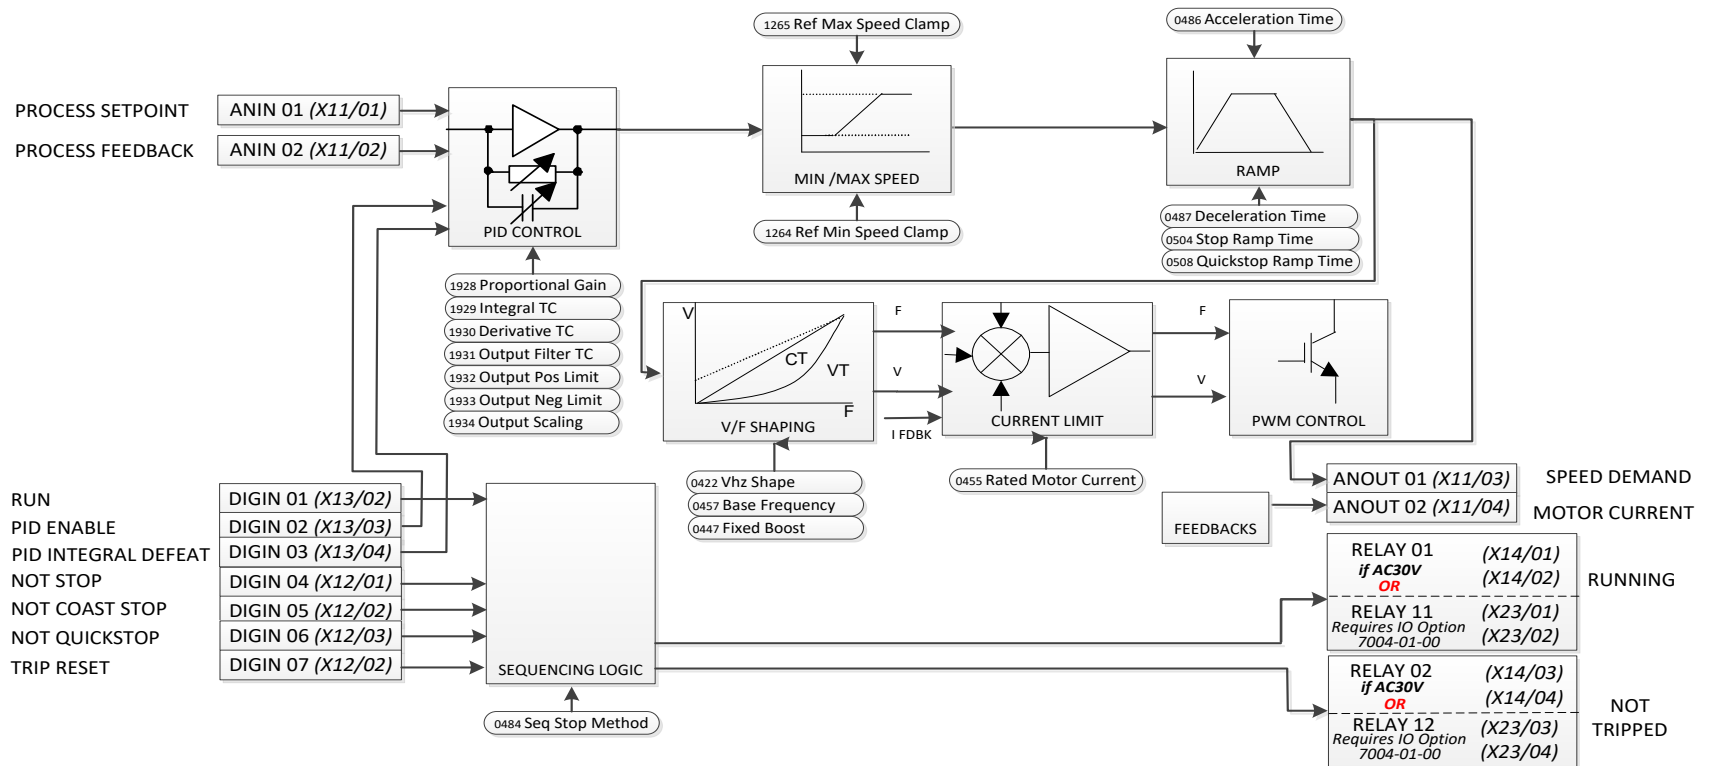 1265 Ref Max Speed Clamp
0486 Acceleration Time
PROCESS SETPOINT
ANIN 01 (X11/01)
PROCESS FEEDBACK
ANIN 02 (X11/02)
PID CONTROL
MIN /MAX SPEED
RAMP
1264 Ref Min Speed Clamp
0487 Deceleration Time
0504 Stop Ramp Time
0508 Quickstop Ramp Time
1928 Proportional Gain
1929 Integral TC
1930 Derivative TC
1931 Output Filter TC
1932 Output Pos Limit
1933 Output Neg Limit
1934 Output Scaling
V
CT
VT
F
V/F SHAPING
F
V
I FDBK
CURRENT LIMIT
F
V
PWM CONTROL
0422 Vhz Shape
0457 Base Frequency
0447 Fixed Boost
0455 Rated Motor Current
FEEDBACKS
ANOUT 01 (X11/03)
SPEED DEMAND
ANOUT 02 (X11/04)
MOTOR CURRENT
RUN
DIGIN 01 (X13/02)
PID ENABLE
DIGIN 02 (X13/03)
PID INTEGRAL DEFEAT
DIGIN 03 (X13/04)
NOT STOP
DIGIN 04 (X12/01)
NOT COAST STOP
DIGIN 05 (X12/02)
NOT QUICKSTOP
DIGIN 06 (X12/03)
TRIP RESET
DIGIN 07 (X12/02)
SEQUENCING LOGIC
0484 Seq Stop Method
RELAY 01 (X14/01)
if AC30V (X14/02)
OR
RUNNING
RELAY 11 (X23/01)
Requires IO Option
7004-01-00 (X23/02)
RELAY 02 (X14/03)
if AC30V (X14/04)
OR
NOT
TRIPPED
RELAY 12 (X23/03)
Requires IO Option
7004-01-00 (X23/04)